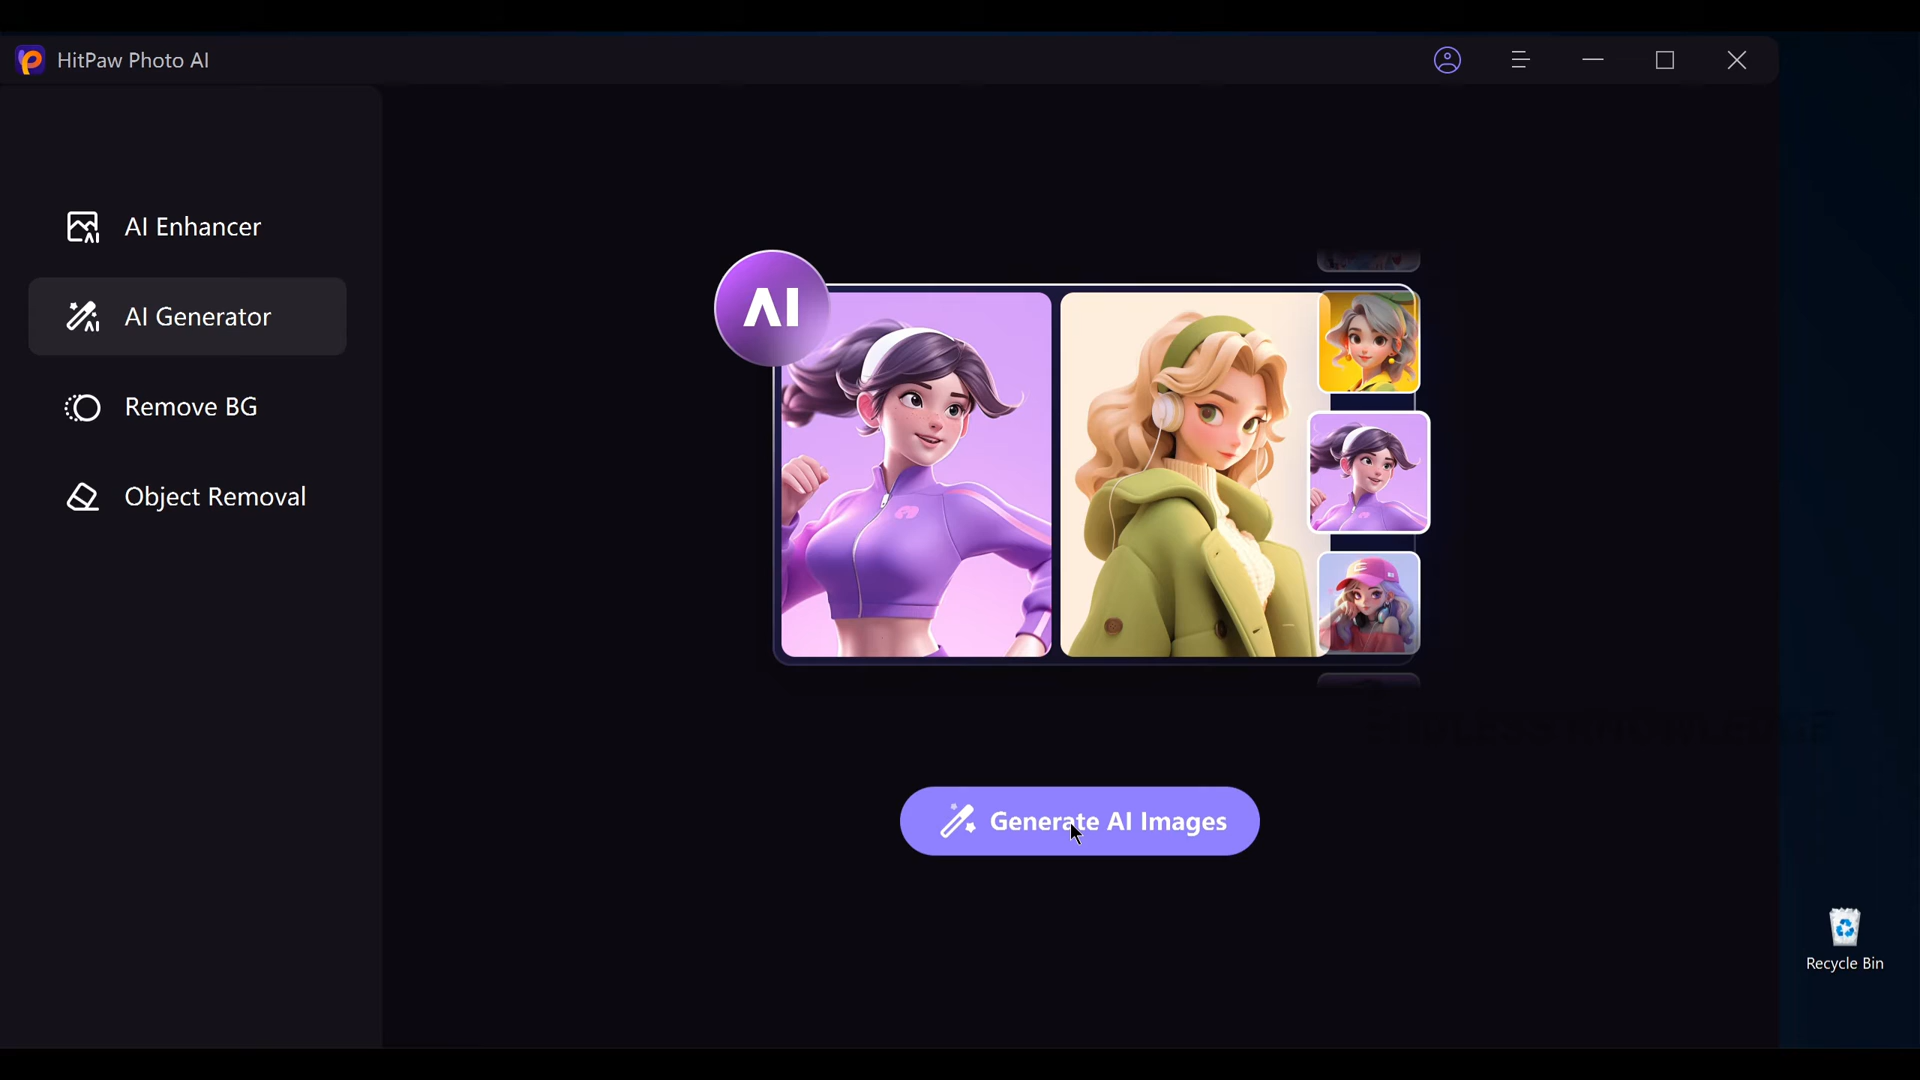 HitPaw Photo AI
AI Enhancer
AI Generator
Remove BG
Object Removal
AI
Generate AI Images
Recycle Bin